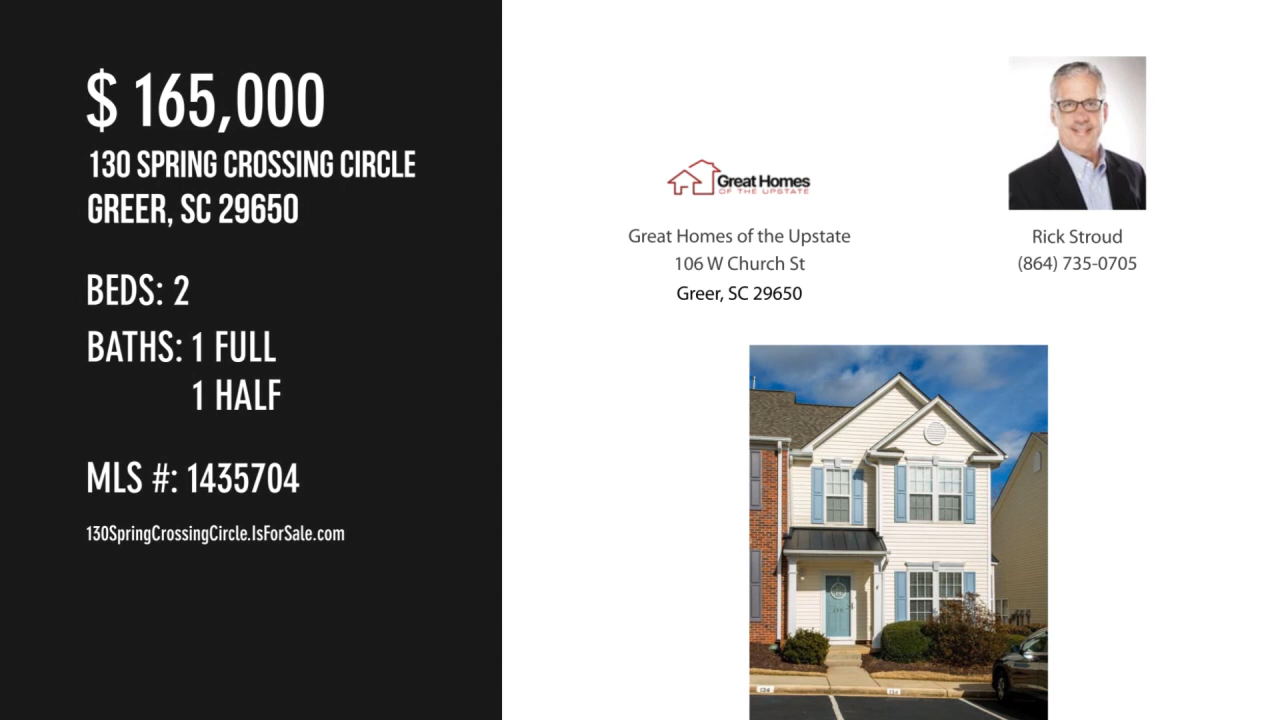 $ 165,000
130 SPRING CROSSING CIRCLE
GREER, SC 29650
BEDS: 2
BATHS: 1 FULL
1 HALF
MLS #: 1435704
130SpringCrossingCircle.IsForSale.com
Great Homes
OF THE UPSTATE
Great Homes of the Upstate
106 W Church St
Greer, SC 29650
Rick Stroud
(864) 735-0705